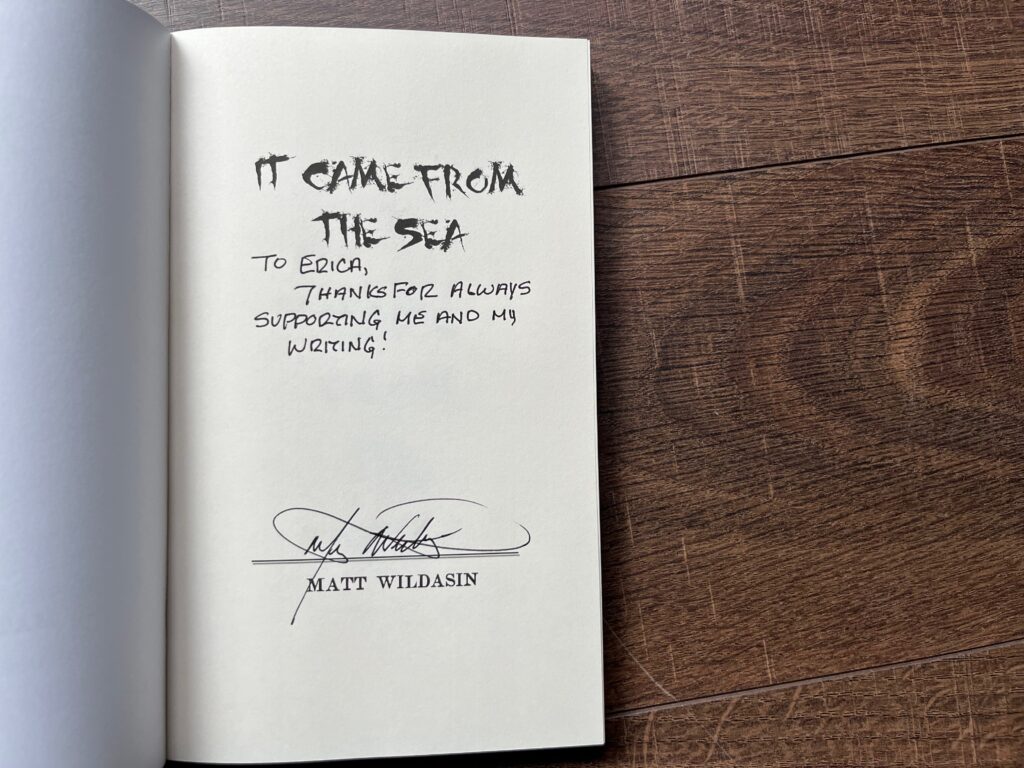 IT CAME FROM
THE SEA
TO ERICA,
THANKS FOR ALWAYS
SUPPORTING ME AND MY
WRITING!
MATT WILDASIN